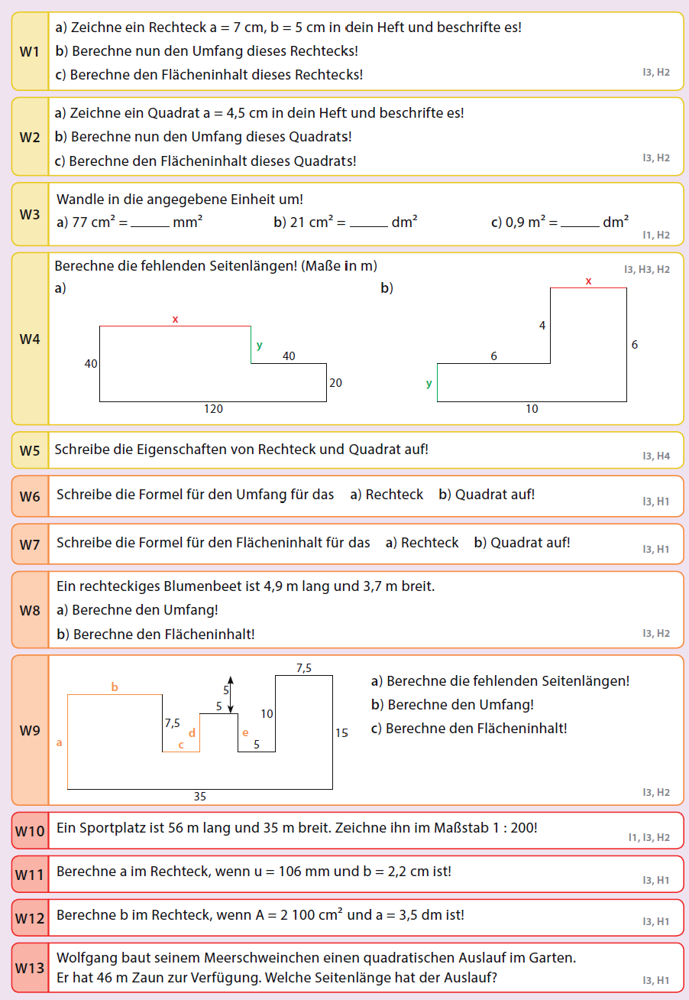 W1
a) Zeichne ein Rechteck a = 7 cm, b = 5 cm in dein Heft und beschrifte es!
b) Berechne nun den Umfang dieses Rechtecks!
c) Berechne den Flächeninhalt dieses Rechtecks!
I3, H2
W2
a) Zeichne ein Quadrat a = 4,5 cm in dein Heft und beschrifte es!
b) Berechne nun den Umfang dieses Quadrats!
c) Berechne den Flächeninhalt dieses Quadrats!
I3, H2
W3
Wandle in die angegebene Einheit um!
a) 77 cm² = _____ mm² b) 21 cm² = _____ dm² c) 0,9 m² = _____ dm²
I1, H2
W4
Berechne die fehlenden Seitenlängen! (Maße in m)
I3, H3, H2
a)
x
y
40
40
20
120
b)
x
4
6
6
y
10
W5
Schreibe die Eigenschaften von Rechteck und Quadrat auf!
I3, H4
W6
Schreibe die Formel für den Umfang für das a) Rechteck b) Quadrat auf!
I3, H1
W7
Schreibe die Formel für den Flächeninhalt für das a) Rechteck b) Quadrat auf!
I3, H1
W8
Ein rechteckiges Blumenbeet ist 4,9 m lang und 3,7 m breit.
a) Berechne den Umfang!
b) Berechne den Flächeninhalt!
I3, H2
W9
7,5
b
5
5
10
7,5
d
e
15
a
c
5
35
a) Berechne die fehlenden Seitenlängen!
b) Berechne den Umfang!
c) Berechne den Flächeninhalt!
I3, H2
W10
Ein Sportplatz ist 56 m lang und 35 m breit. Zeichne ihn im Maßstab 1 : 200!
I1, I3, H2
W11
Berechne a im Rechteck, wenn u = 106 mm und b = 2,2 cm ist!
I3, H1
W12
Berechne b im Rechteck, wenn A = 2 100 cm² und a = 3,5 dm ist!
I3, H1
W13
Wolfgang baut seinem Meerschweinchen einen quadratischen Auslauf im Garten.
Er hat 46 m Zaun zur Verfügung. Welche Seitenlänge hat der Auslauf?
I3, H1